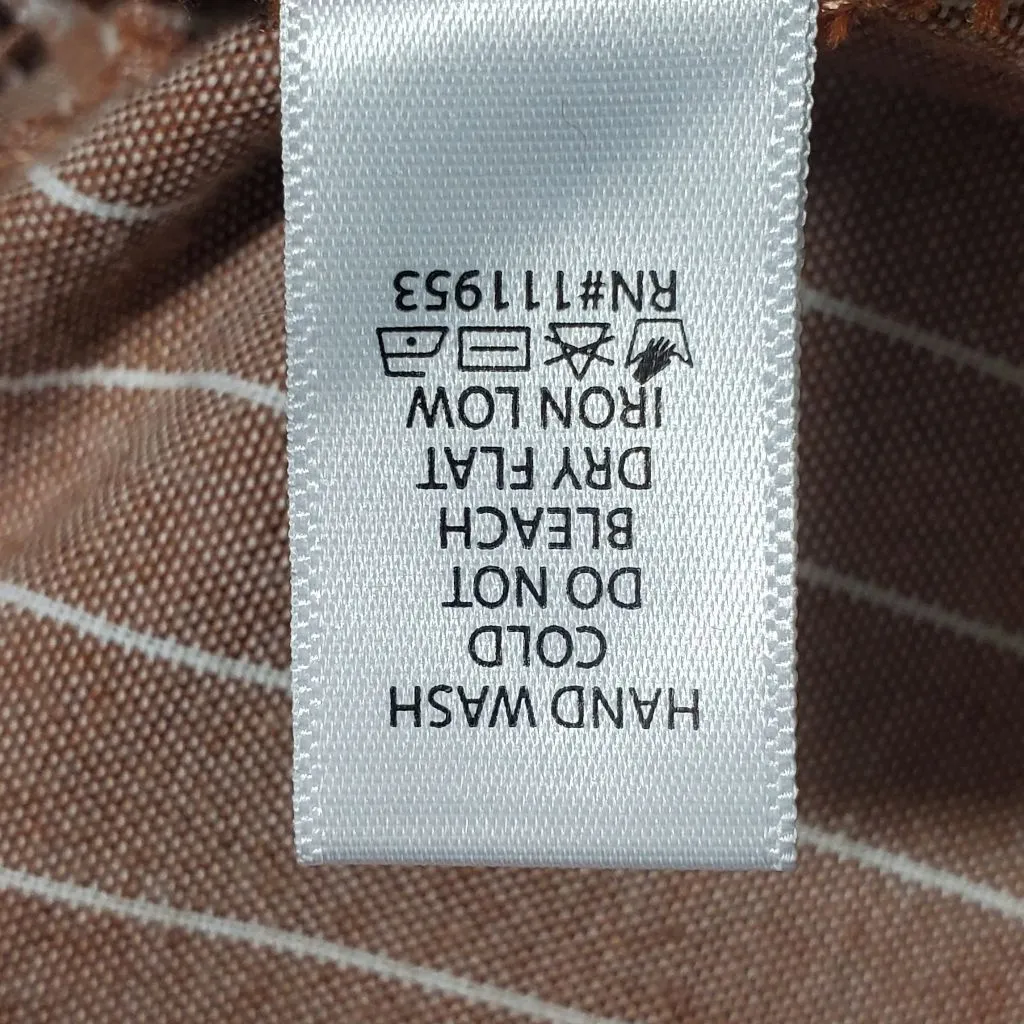 HAND WASH
COLD
DO NOT
BLEACH
DRY FLAT
IRON LOW
RN#111953